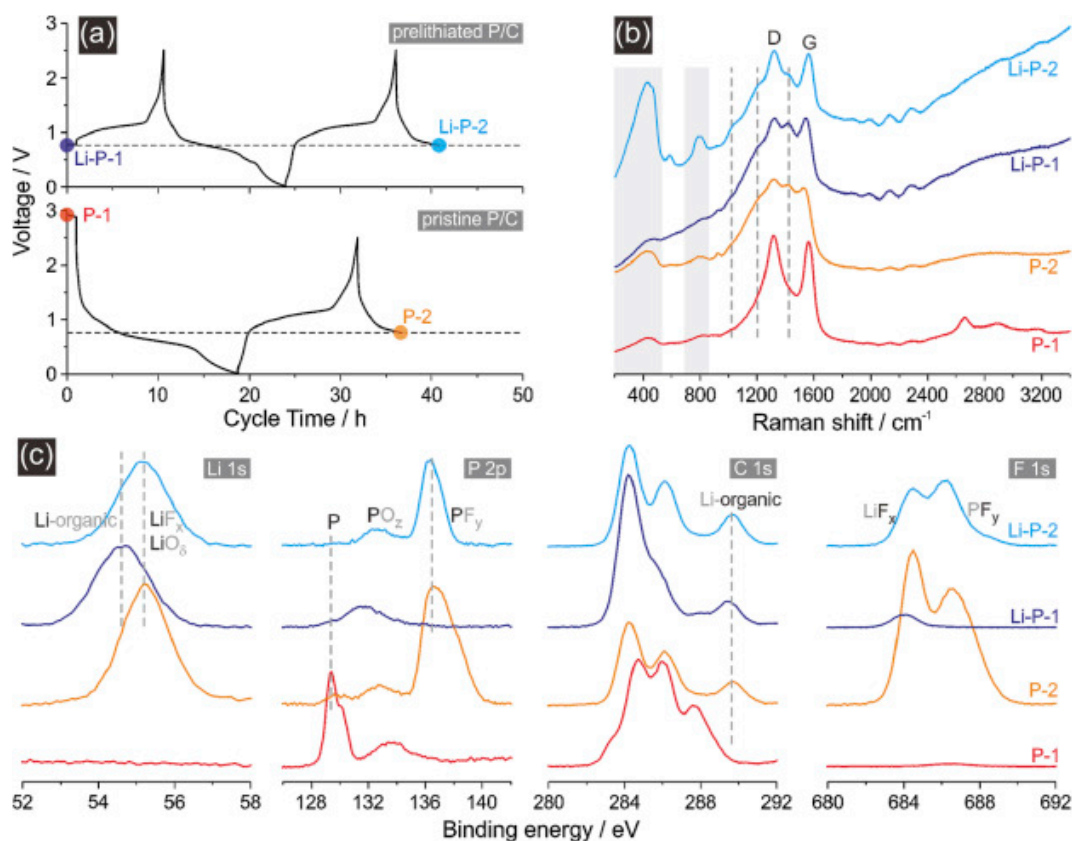 (a)
prelithiated P/C
Li-P-1
Li-P-2
3
2
1
0
P-1
pristine P/C
P-2
3
2
1
0
Voltage / V
0 10 20 30 40 50
Cycle Time / h
(b)
D G
Li-P-2
Li-P-1
P-2
P-1
400 800 1200 1600 2000 2400 2800 3200
Raman shift / cm⁻¹
(c)
Li 1s
Li-organic
LiFₓ
LiO_δ
52 54 56 58
P 2p
P
PO_z
PF_y
128 132 136 140
C 1s
Li-organic
280 284 288 292
F 1s
LiFₓ
PF_y
Li-P-2
Li-P-1
P-2
P-1
680 684 688 692
Binding energy / eV